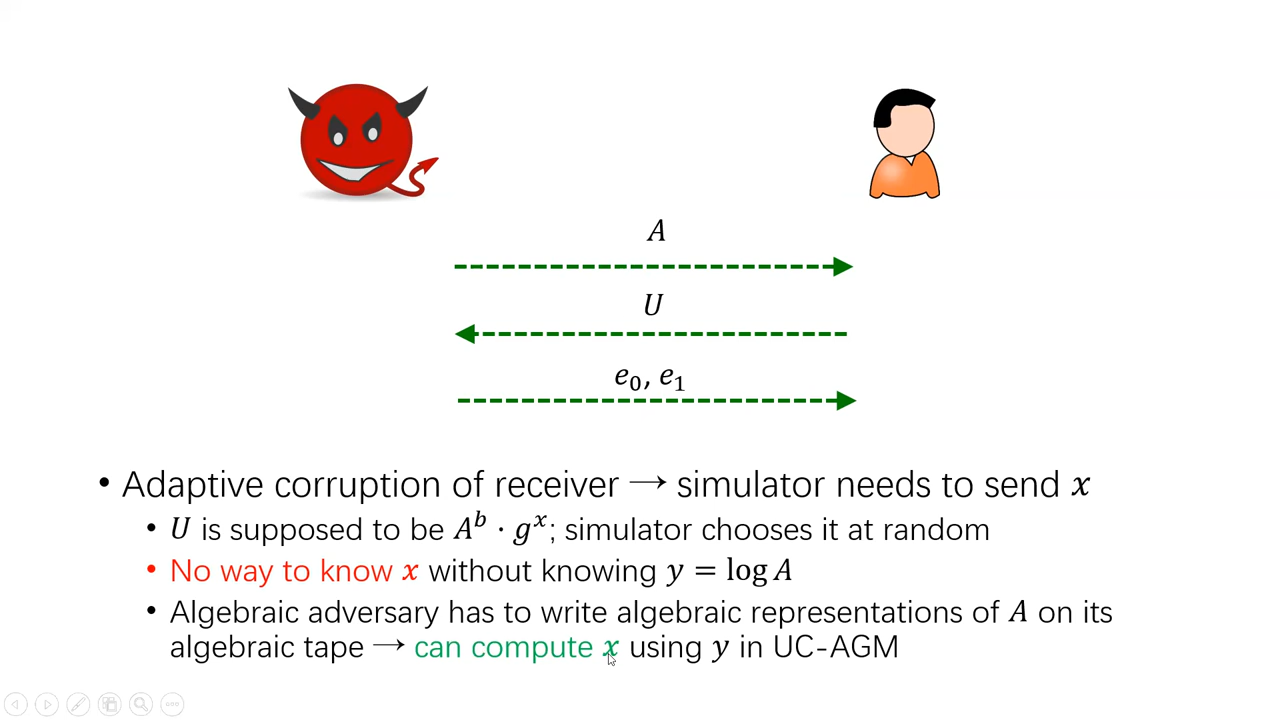 A
U
e₀, e₁
• Adaptive corruption of receiver → simulator needs to send x
• U is supposed to be Aᵇ · gˣ; simulator chooses it at random
• No way to know x without knowing y = log A
• Algebraic adversary has to write algebraic representations of A on its
algebraic tape → can compute x using y in UC-AGM